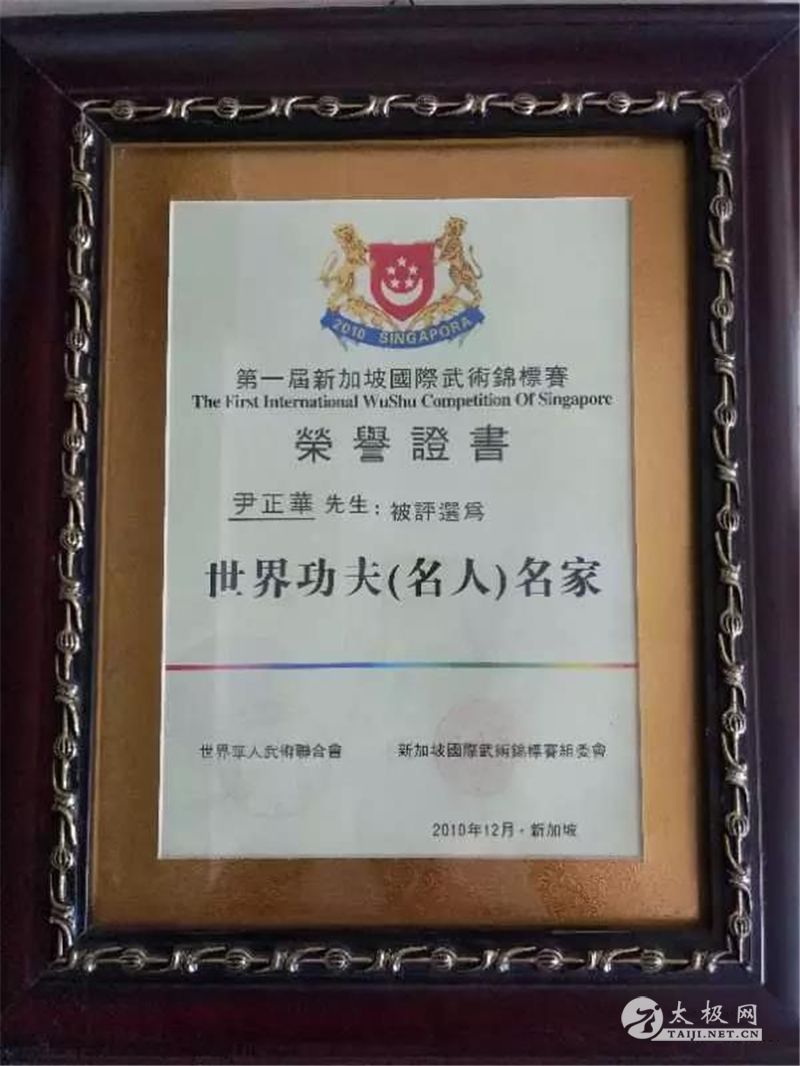 2010 SINGAPORA
第一屆新加坡國際武術錦標賽
The First International WuShu Competition Of Singapore
榮譽證書
尹正華 先生：被評選爲
世界功夫(名人)名家
世界華人武術聯合會 新加坡國際武術錦標賽組委會
2010年12月·新加坡
太极网
TAIJI.NET.CN